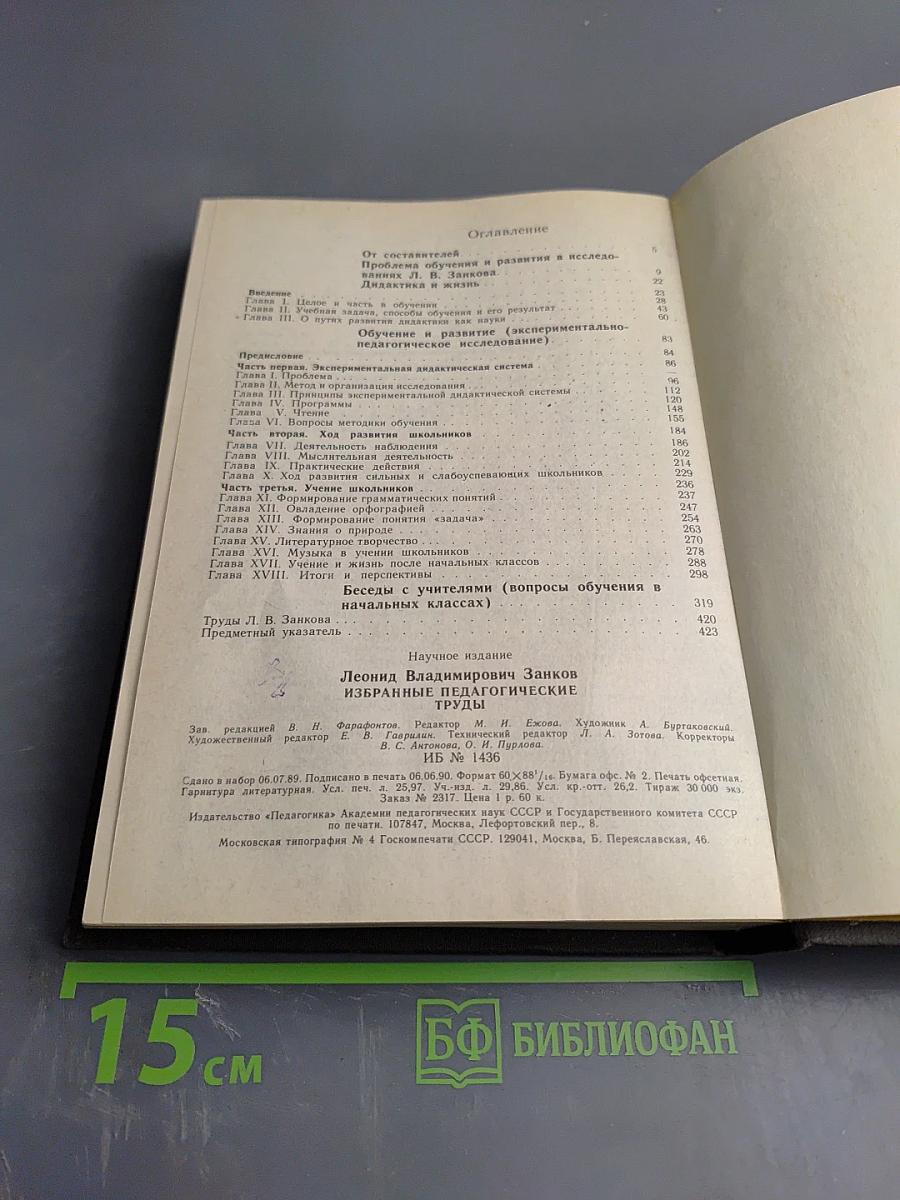 Оглавление
От составителей . . . 5
Проблема обучения и развития в исследо-
ваниях Л. В. Занкова. . . . 9
Дидактика и жизнь . . . 22
Введение . . . 23
Глава I. Целое и часть в обучении . . . 28
Глава II. Учебная задача, способы обучения и его результат . . . 43
Глава III. О путях развития дидактики как науки . . . 60
Обучение и развитие (экспериментально-
педагогическое исследование) . . . 83
Предисловие . . . 84
Часть первая. Экспериментальная дидактическая система . . . 86
Глава I. Проблема . . . —
Глава II. Метод и организация исследования . . . 96
Глава III. Принципы экспериментальной дидактической системы . . . 112
Глава IV. Программы . . . 120
Глава V. Чтение . . . 148
Глава VI. Вопросы методики обучения . . . 155
Часть вторая. Ход развития школьников . . . 184
Глава VII. Деятельность наблюдения . . . 186
Глава VIII. Мыслительная деятельность . . . 202
Глава IX. Практические действия . . . 214
Глава X. Ход развития сильных и слабоуспевающих школьников . . . 229
Часть третья. Учение школьников . . . 236
Глава XI. Формирование грамматических понятий . . . 237
Глава XII. Овладение орфографией . . . 247
Глава XIII. Формирование понятия «задача» . . . 254
Глава XIV. Знания о природе . . . 263
Глава XV. Литературное творчество . . . 270
Глава XVI. Музыка в учении школьников . . . 278
Глава XVII. Учение и жизнь после начальных классов . . . 288
Глава XVIII. Итоги и перспективы . . . 298
Беседы с учителями (вопросы обучения в
начальных классах) . . . 319
Труды Л. В. Занкова . . . 420
Предметный указатель . . . 423
Научное издание
Леонид Владимирович Занков
ИЗБРАННЫЕ ПЕДАГОГИЧЕСКИЕ
ТРУДЫ
Зав. редакцией В. Н. Фарафонтов. Редактор М. И. Ежова. Художник А. Буртаковский.
Художественный редактор Е. В. Гаврилин. Технический редактор Л. А. Зотова. Корректоры
В. С. Антонова, О. И. Пурлова.
ИБ № 1436
Сдано в набор 06.07.89. Подписано в печать 06.06.90. Формат 60×88 1/16. Бумага офс. № 2. Печать офсетная.
Гарнитура литературная. Усл. печ. л. 25,97. Уч.-изд. л. 29,86. Усл. кр.-отт. 26,2. Тираж 30 000 экз.
Заказ № 2317. Цена 1 р. 60 к.
Издательство «Педагогика» Академии педагогических наук СССР и Государственного комитета СССР
по печати. 107847, Москва, Лефортовский пер., 8.
Московская типография № 4 Госкомпечати СССР. 129041, Москва, Б. Переяславская, 46.
15 см
БФ БИБЛИОФАН